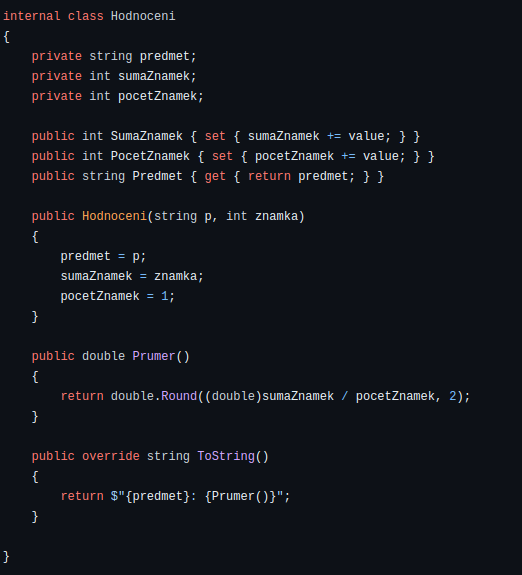 internal class Hodnoceni
{
    private string predmet;
    private int sumaZnamek;
    private int pocetZnamek;

    public int SumaZnamek { set { sumaZnamek += value; } }
    public int PocetZnamek { set { pocetZnamek += value; } }
    public string Predmet { get { return predmet; } }

    public Hodnoceni(string p, int znamka)
    {
        predmet = p;
        sumaZnamek = znamka;
        pocetZnamek = 1;
    }

    public double Prumer()
    {
        return double.Round((double)sumaZnamek / pocetZnamek, 2);
    }

    public override string ToString()
    {
        return $"{predmet}: {Prumer()}";
    }

}